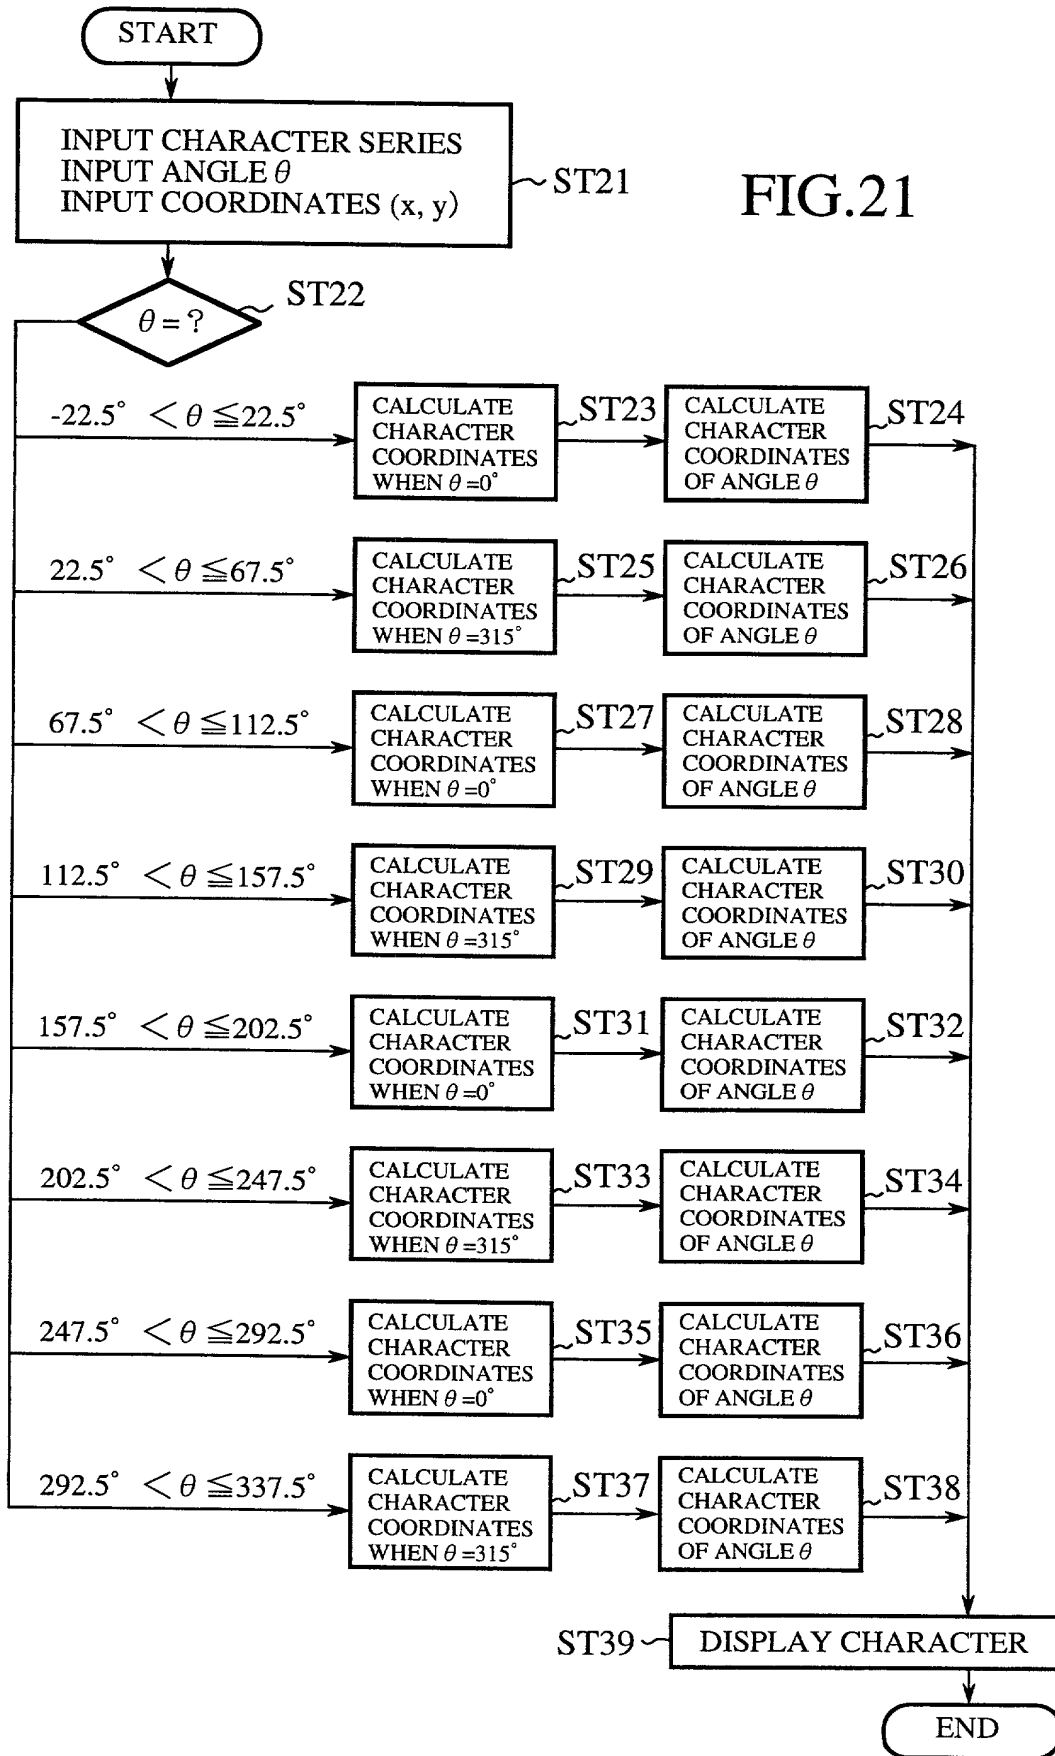 START
INPUT CHARACTER SERIES
INPUT ANGLE θ
INPUT COORDINATES (x, y)
ST21
FIG.21
ST22
θ = ?
-22.5° < θ ≦22.5°
CALCULATE
CHARACTER
COORDINATES
WHEN θ =0°
ST23
CALCULATE
CHARACTER
COORDINATES
OF ANGLE θ
ST24
22.5° < θ ≦67.5°
CALCULATE
CHARACTER
COORDINATES
WHEN θ =315°
ST25
CALCULATE
CHARACTER
COORDINATES
OF ANGLE θ
ST26
67.5° < θ ≦112.5°
CALCULATE
CHARACTER
COORDINATES
WHEN θ =0°
ST27
CALCULATE
CHARACTER
COORDINATES
OF ANGLE θ
ST28
112.5° < θ ≦157.5°
CALCULATE
CHARACTER
COORDINATES
WHEN θ =315°
ST29
CALCULATE
CHARACTER
COORDINATES
OF ANGLE θ
ST30
157.5° < θ ≦202.5°
CALCULATE
CHARACTER
COORDINATES
WHEN θ =0°
ST31
CALCULATE
CHARACTER
COORDINATES
OF ANGLE θ
ST32
202.5° < θ ≦247.5°
CALCULATE
CHARACTER
COORDINATES
WHEN θ =315°
ST33
CALCULATE
CHARACTER
COORDINATES
OF ANGLE θ
ST34
247.5° < θ ≦292.5°
CALCULATE
CHARACTER
COORDINATES
WHEN θ =0°
ST35
CALCULATE
CHARACTER
COORDINATES
OF ANGLE θ
ST36
292.5° < θ ≦337.5°
CALCULATE
CHARACTER
COORDINATES
WHEN θ =315°
ST37
CALCULATE
CHARACTER
COORDINATES
OF ANGLE θ
ST38
ST39
DISPLAY CHARACTER
END